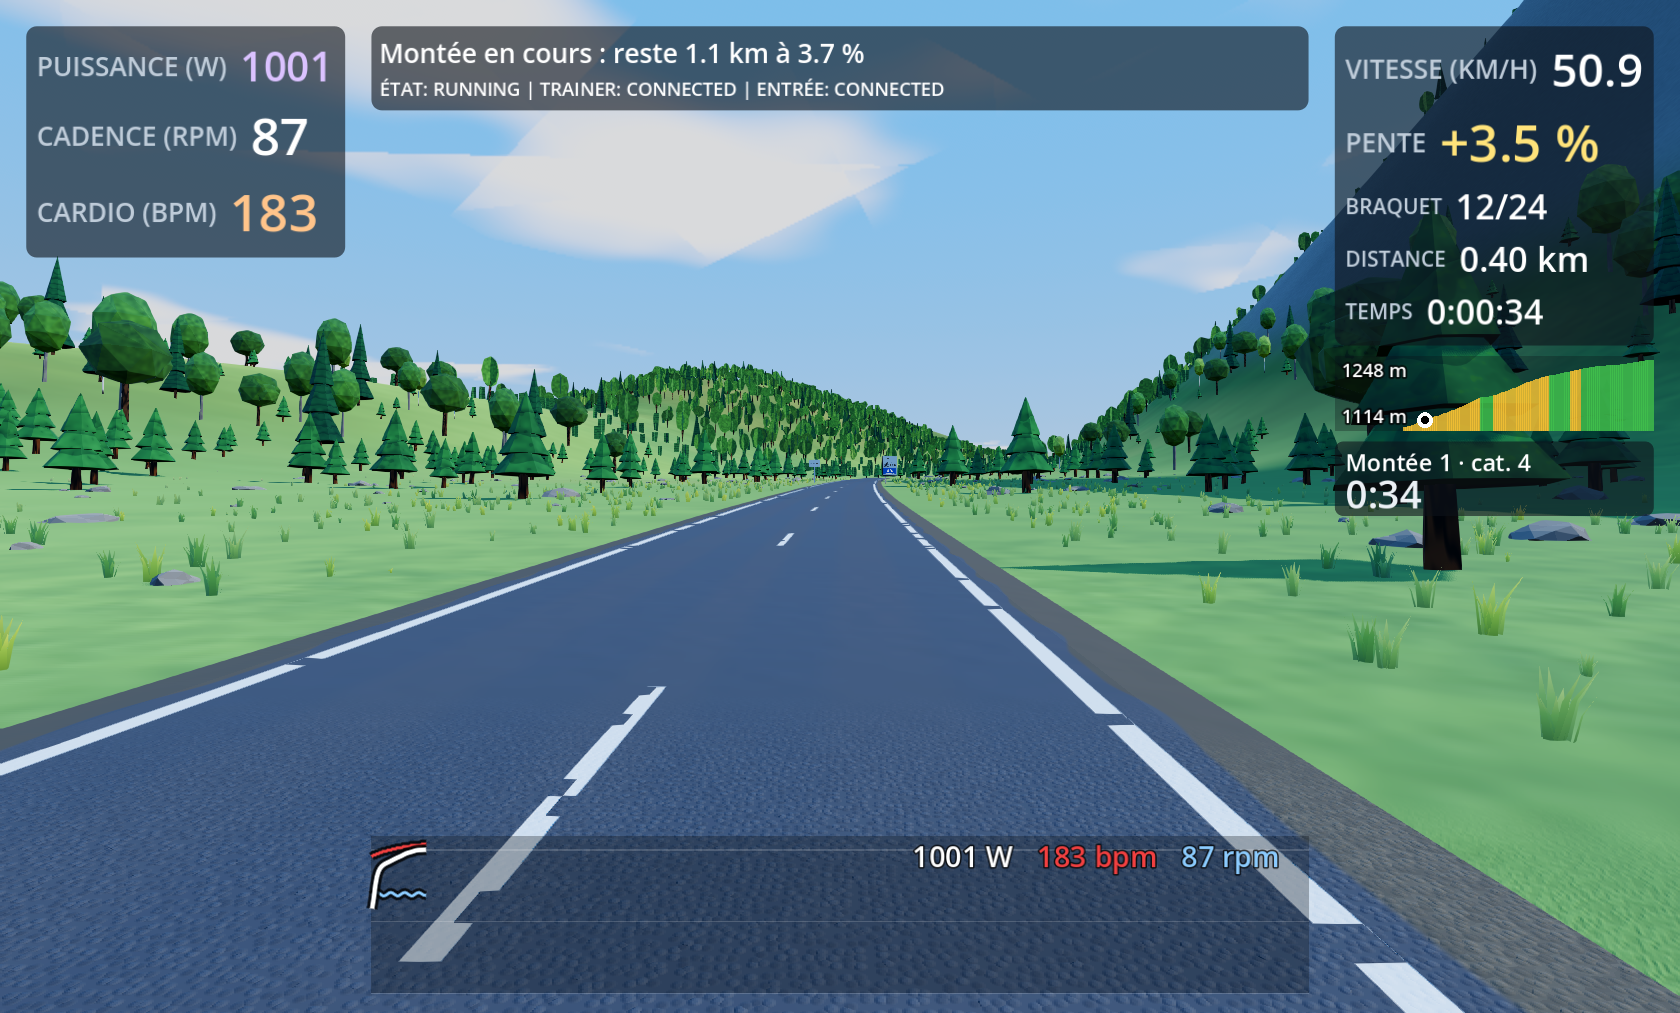 PUISSANCE (W) 1001
CADENCE (RPM) 87
CARDIO (BPM) 183
Montée en cours : reste 1.1 km à 3.7 %
ÉTAT: RUNNING | TRAINER: CONNECTED | ENTRÉE: CONNECTED
VITESSE (KM/H) 50.9
PENTE +3.5 %
BRAQUET 12/24
DISTANCE 0.40 km
TEMPS 0:00:34
1248 m
1114 m
Montée 1 · cat. 4
0:34
1001 W 183 bpm 87 rpm